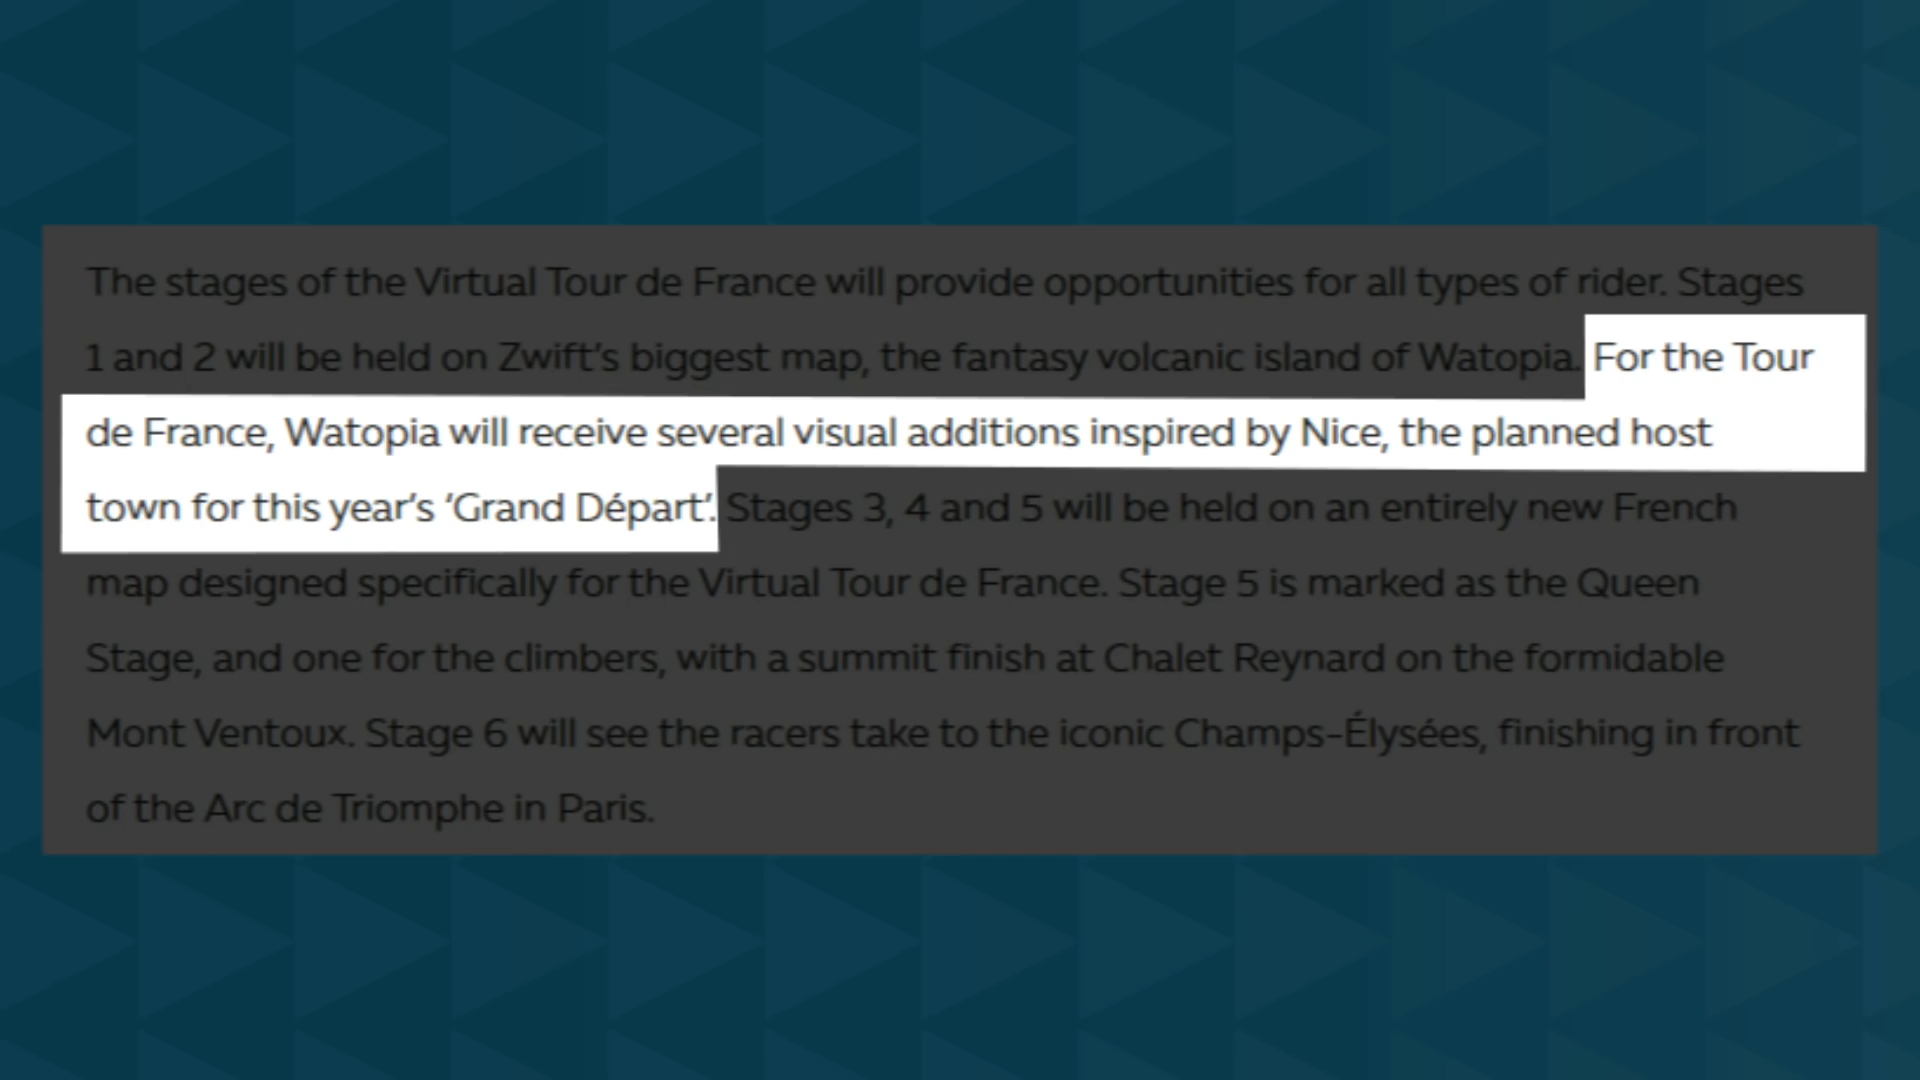 The stages of the Virtual Tour de France will provide opportunities for all types of rider. Stages
1 and 2 will be held on Zwift’s biggest map, the fantasy volcanic island of Watopia. For the Tour
de France, Watopia will receive several visual additions inspired by Nice, the planned host
town for this year’s ‘Grand Départ’. Stages 3, 4 and 5 will be held on an entirely new French
map designed specifically for the Virtual Tour de France. Stage 5 is marked as the Queen
Stage, and one for the climbers, with a summit finish at Chalet Reynard on the formidable
Mont Ventoux. Stage 6 will see the racers take to the iconic Champs-Élysées, finishing in front
of the Arc de Triomphe in Paris.